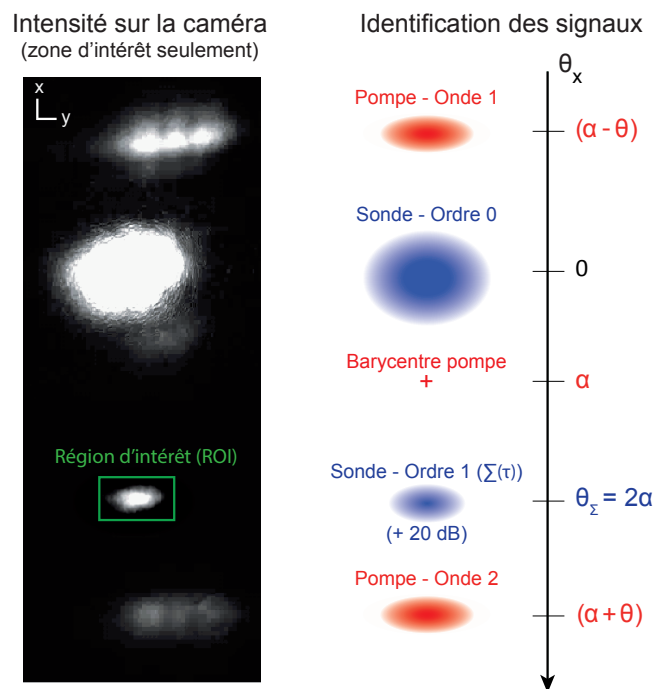 Intensité sur la caméra
(zone d'intérêt seulement)
x
y
Région d'intérêt (ROI)
Identification des signaux
θx
Pompe - Onde 1
(α - θ)
Sonde - Ordre 0
0
Barycentre pompe
+
α
Sonde - Ordre 1 (∑(τ))
(+ 20 dB)
θΣ = 2α
Pompe - Onde 2
(α + θ)